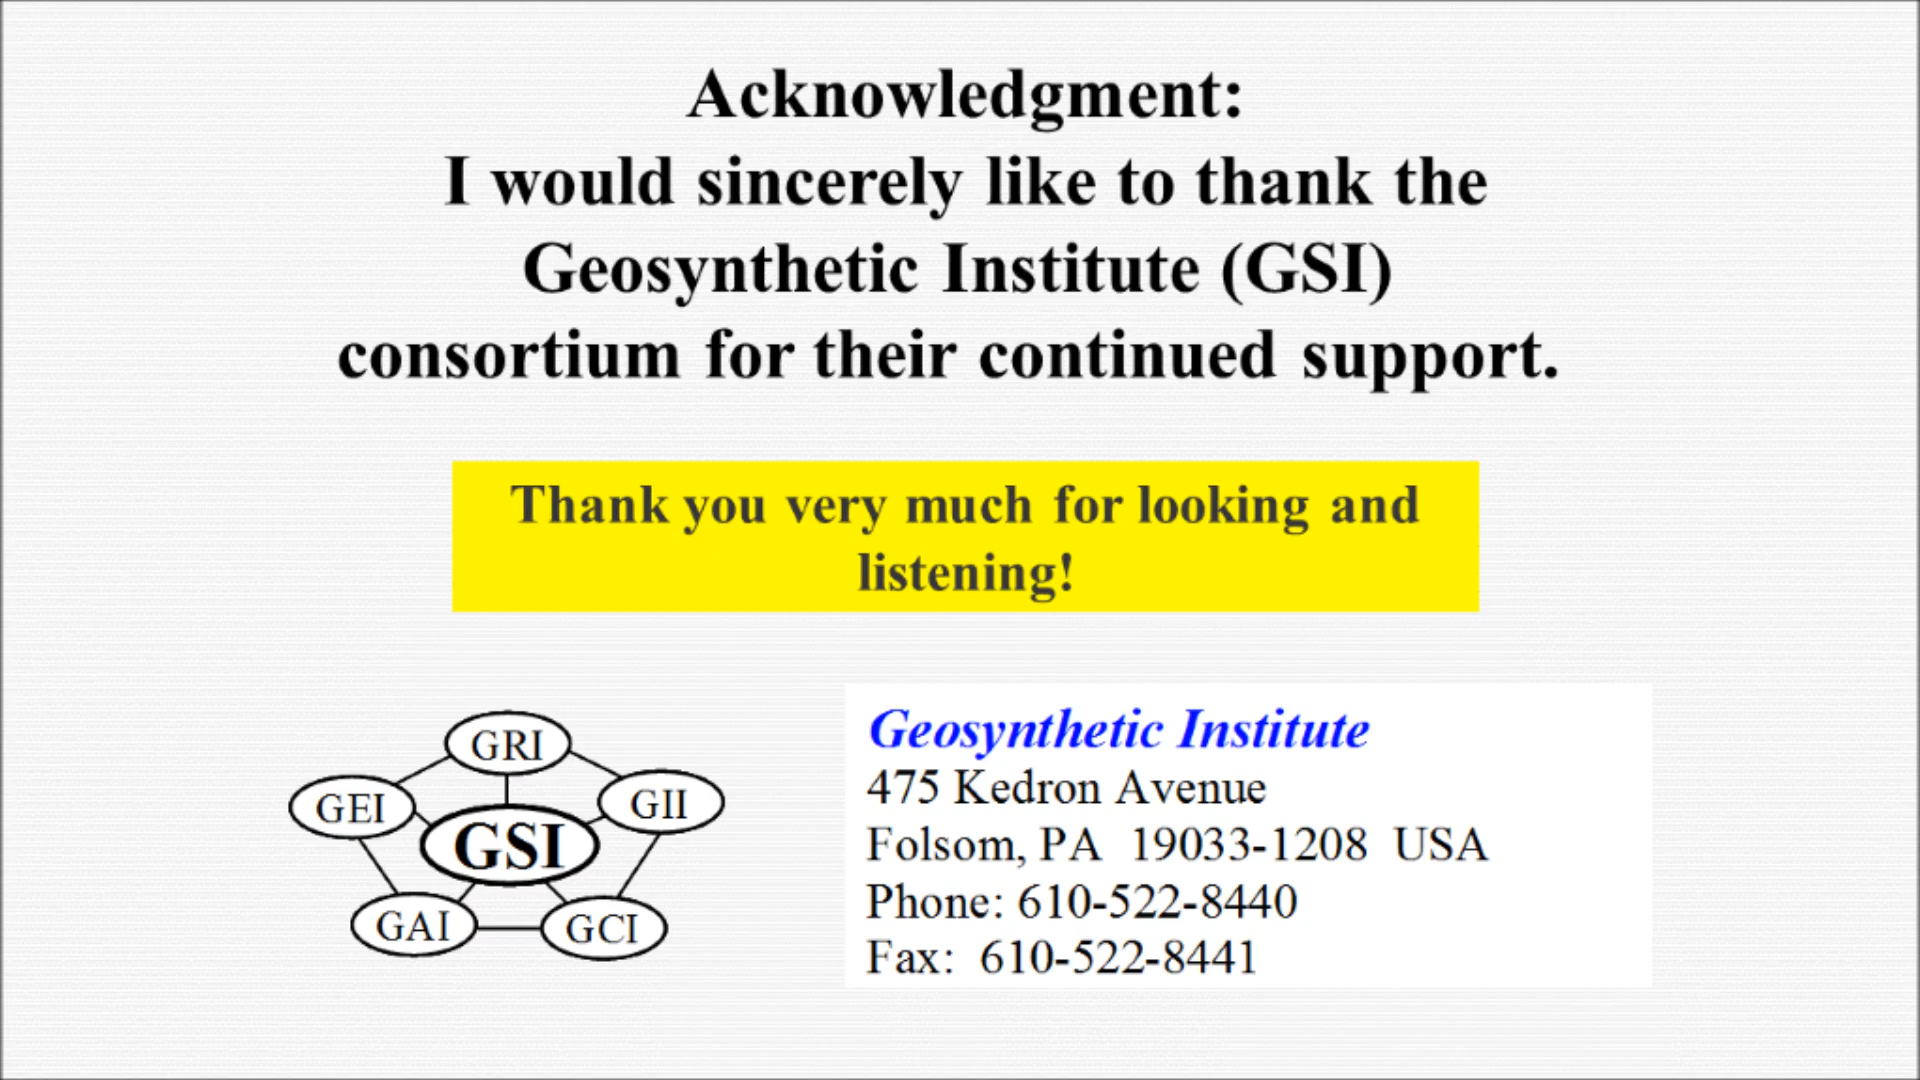 Acknowledgment:
I would sincerely like to thank the
Geosynthetic Institute (GSI)
consortium for their continued support.
Thank you very much for looking and
listening!
GRI
GEI
GII
GSI
GAI
GCI
Geosynthetic Institute
475 Kedron Avenue
Folsom, PA 19033-1208 USA
Phone: 610-522-8440
Fax: 610-522-8441